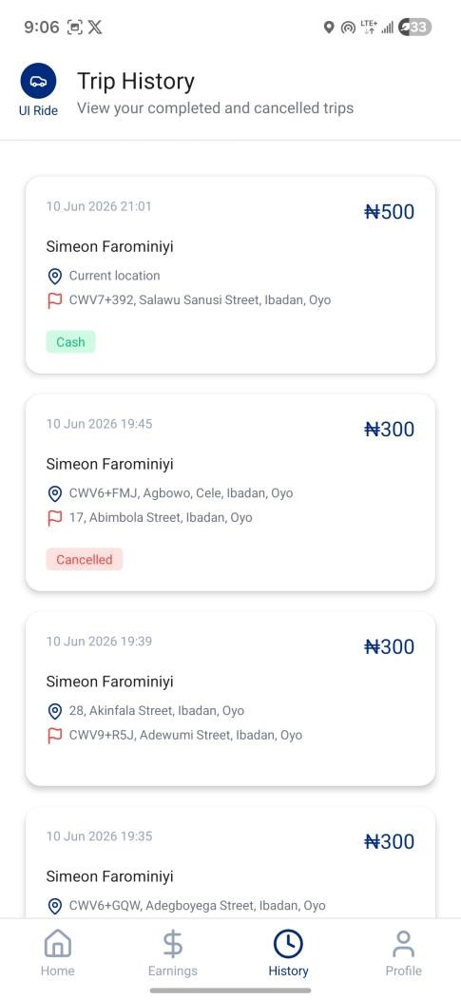 9:06
LTE+
33
Trip History
UI Ride
View your completed and cancelled trips
10 Jun 2026 21:01
₦500
Simeon Farominiyi
Current location
CWV7+392, Salawu Sanusi Street, Ibadan, Oyo
Cash
10 Jun 2026 19:45
₦300
Simeon Farominiyi
CWV6+FMJ, Agbowo, Cele, Ibadan, Oyo
17, Abimbola Street, Ibadan, Oyo
Cancelled
10 Jun 2026 19:39
₦300
Simeon Farominiyi
28, Akinfala Street, Ibadan, Oyo
CWV9+R5J, Adewumi Street, Ibadan, Oyo
10 Jun 2026 19:35
₦300
Simeon Farominiyi
CWV6+GQW, Adegboyega Street, Ibadan, Oyo
Home
Earnings
History
Profile